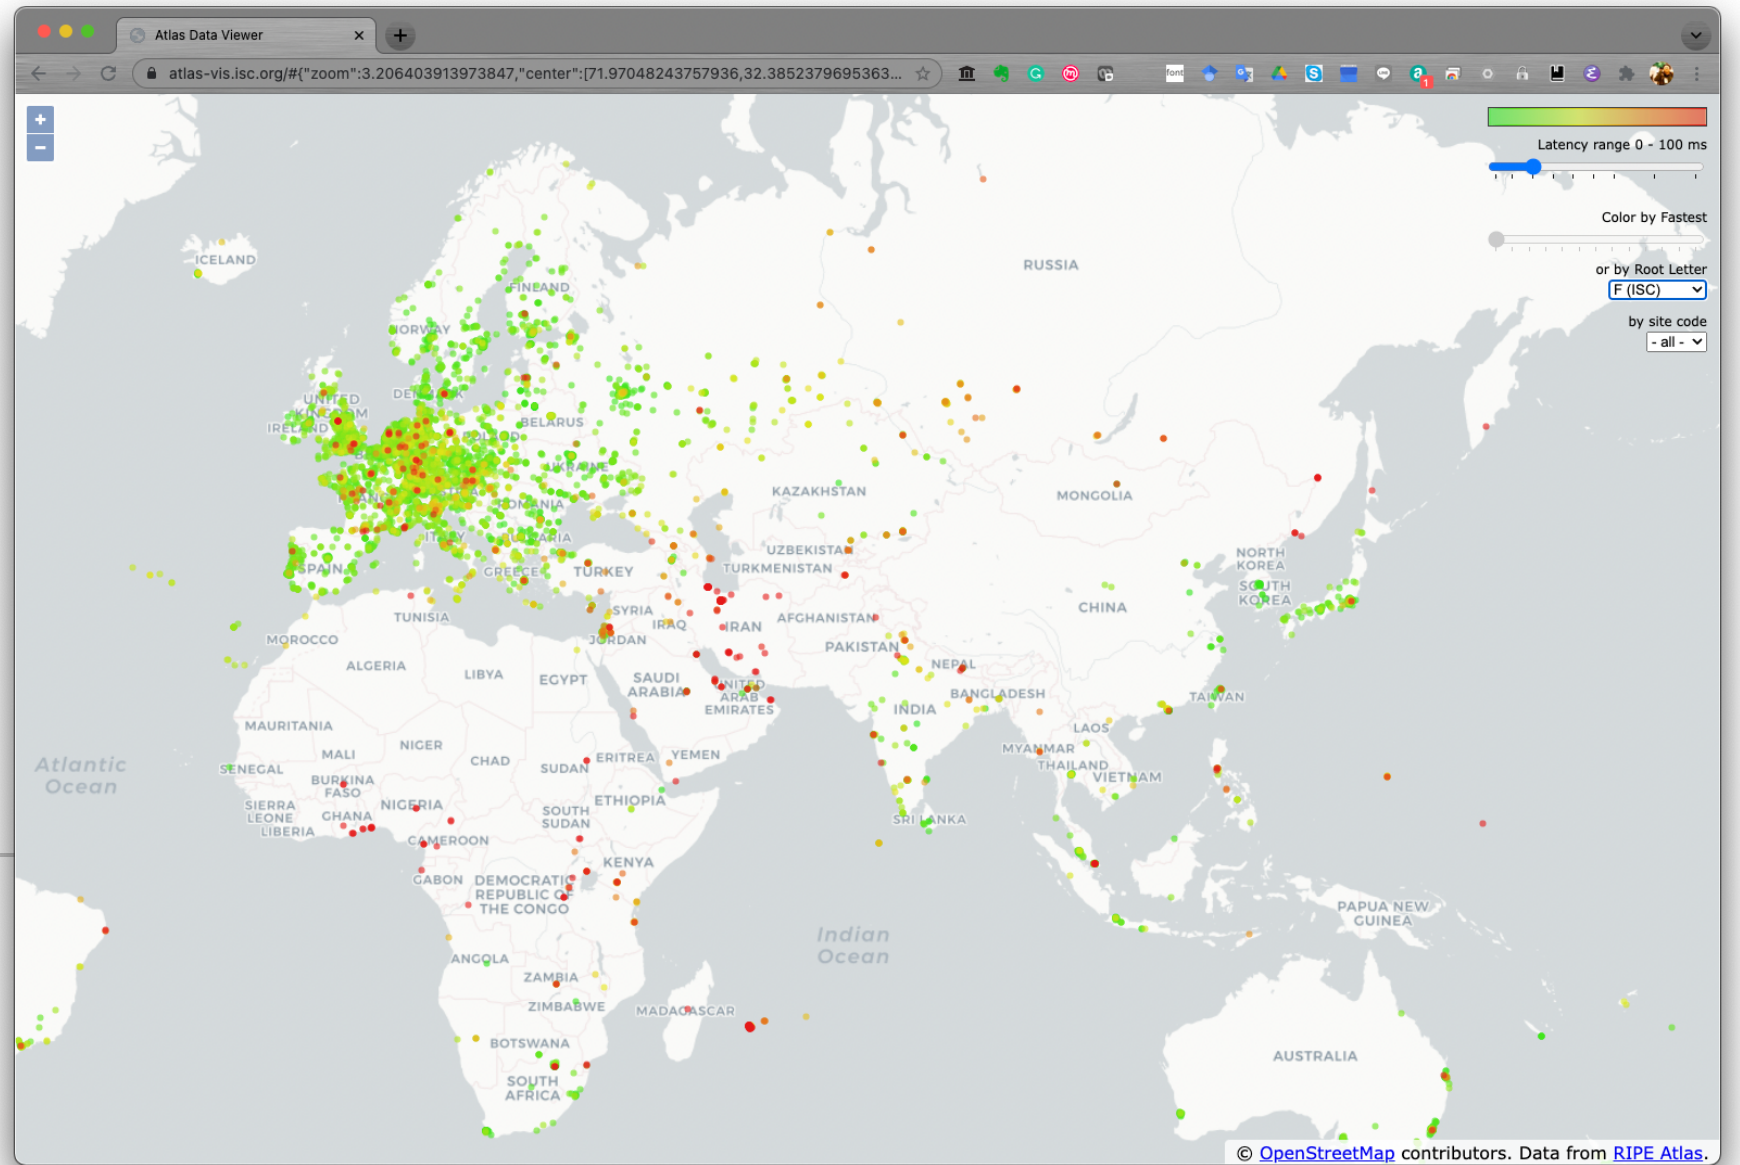 Atlas Data Viewer
atlas-vis.isc.org/#{"zoom":3.206403913973847,"center":[71.97048243757936,32.3852379695363...
font
1
+
−
Latency range 0 - 100 ms
Color by Fastest
or by Root Letter
F (ISC)
by site code
- all -
ICELAND
RUSSIA
FINLAND
NORWAY
DENMARK
UNITED
KINGDOM
IRELAND
BELARUS
POLAND
UKRAINE
KAZAKHSTAN
MONGOLIA
FRANCE
ROMANIA
ITALY
BULGARIA
UZBEKISTAN
NORTH
KOREA
SPAIN
GREECE
TURKEY
TURKMENISTAN
SOUTH
KOREA
CHINA
TUNISIA
SYRIA
IRAQ
IRAN
AFGHANISTAN
MOROCCO
JORDAN
PAKISTAN
ALGERIA
LIBYA
EGYPT
SAUDI
ARABIA
NEPAL
UNITED
ARAB
EMIRATES
BANGLADESH
TAIWAN
INDIA
MAURITANIA
LAOS
NIGER
MALI
CHAD
SUDAN
ERITREA
YEMEN
MYANMAR
THAILAND
VIETNAM
Atlantic
Ocean
SENEGAL
BURKINA
FASO
NIGERIA
ETHIOPIA
SIERRA
LEONE
GHANA
LIBERIA
SOUTH
SUDAN
SRI LANKA
CAMEROON
KENYA
GABON
DEMOCRATIC
REPUBLIC OF
THE CONGO
PAPUA NEW
GUINEA
Indian
Ocean
ANGOLA
ZAMBIA
ZIMBABWE
MADAGASCAR
BOTSWANA
AUSTRALIA
SOUTH
AFRICA
© OpenStreetMap contributors. Data from RIPE Atlas.